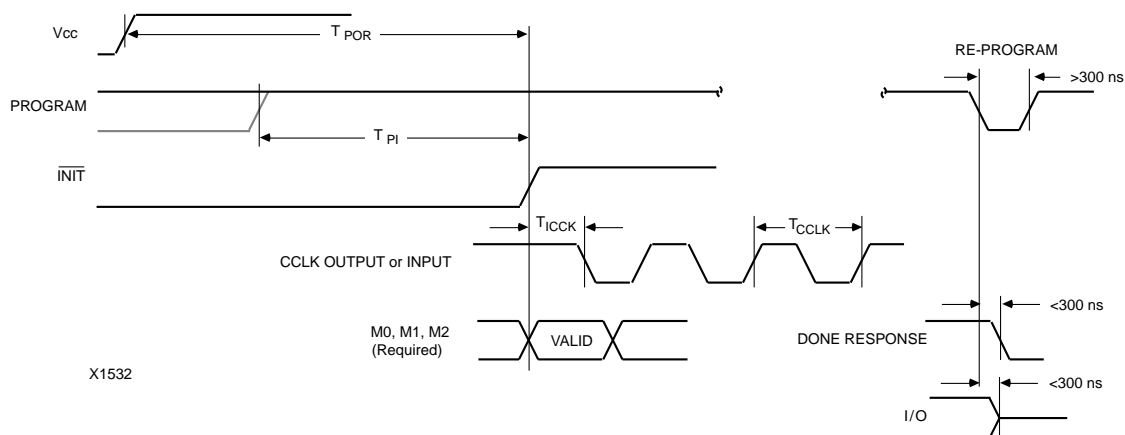 Vcc
T POR
RE-PROGRAM
>300 ns
PROGRAM
T PI
INIT
T ICCK
T CCLK
CCLK OUTPUT or INPUT
<300 ns
M0, M1, M2
(Required)
VALID
DONE RESPONSE
X1532
<300 ns
I/O